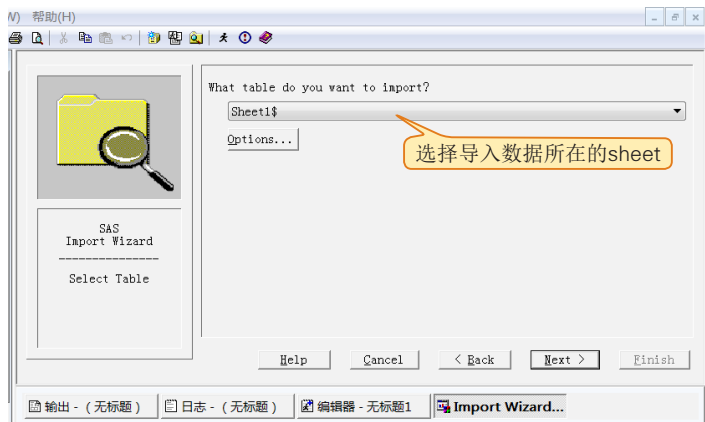 W) 帮助(H)
What table do you want to import?
Sheet1$
Options...
选择导入数据所在的sheet
SAS
Import Wizard
---------------
Select Table
Help Cancel < Back Next > Finish
输出 - (无标题) 日志 - (无标题) 编辑器 - 无标题1 Import Wizard...